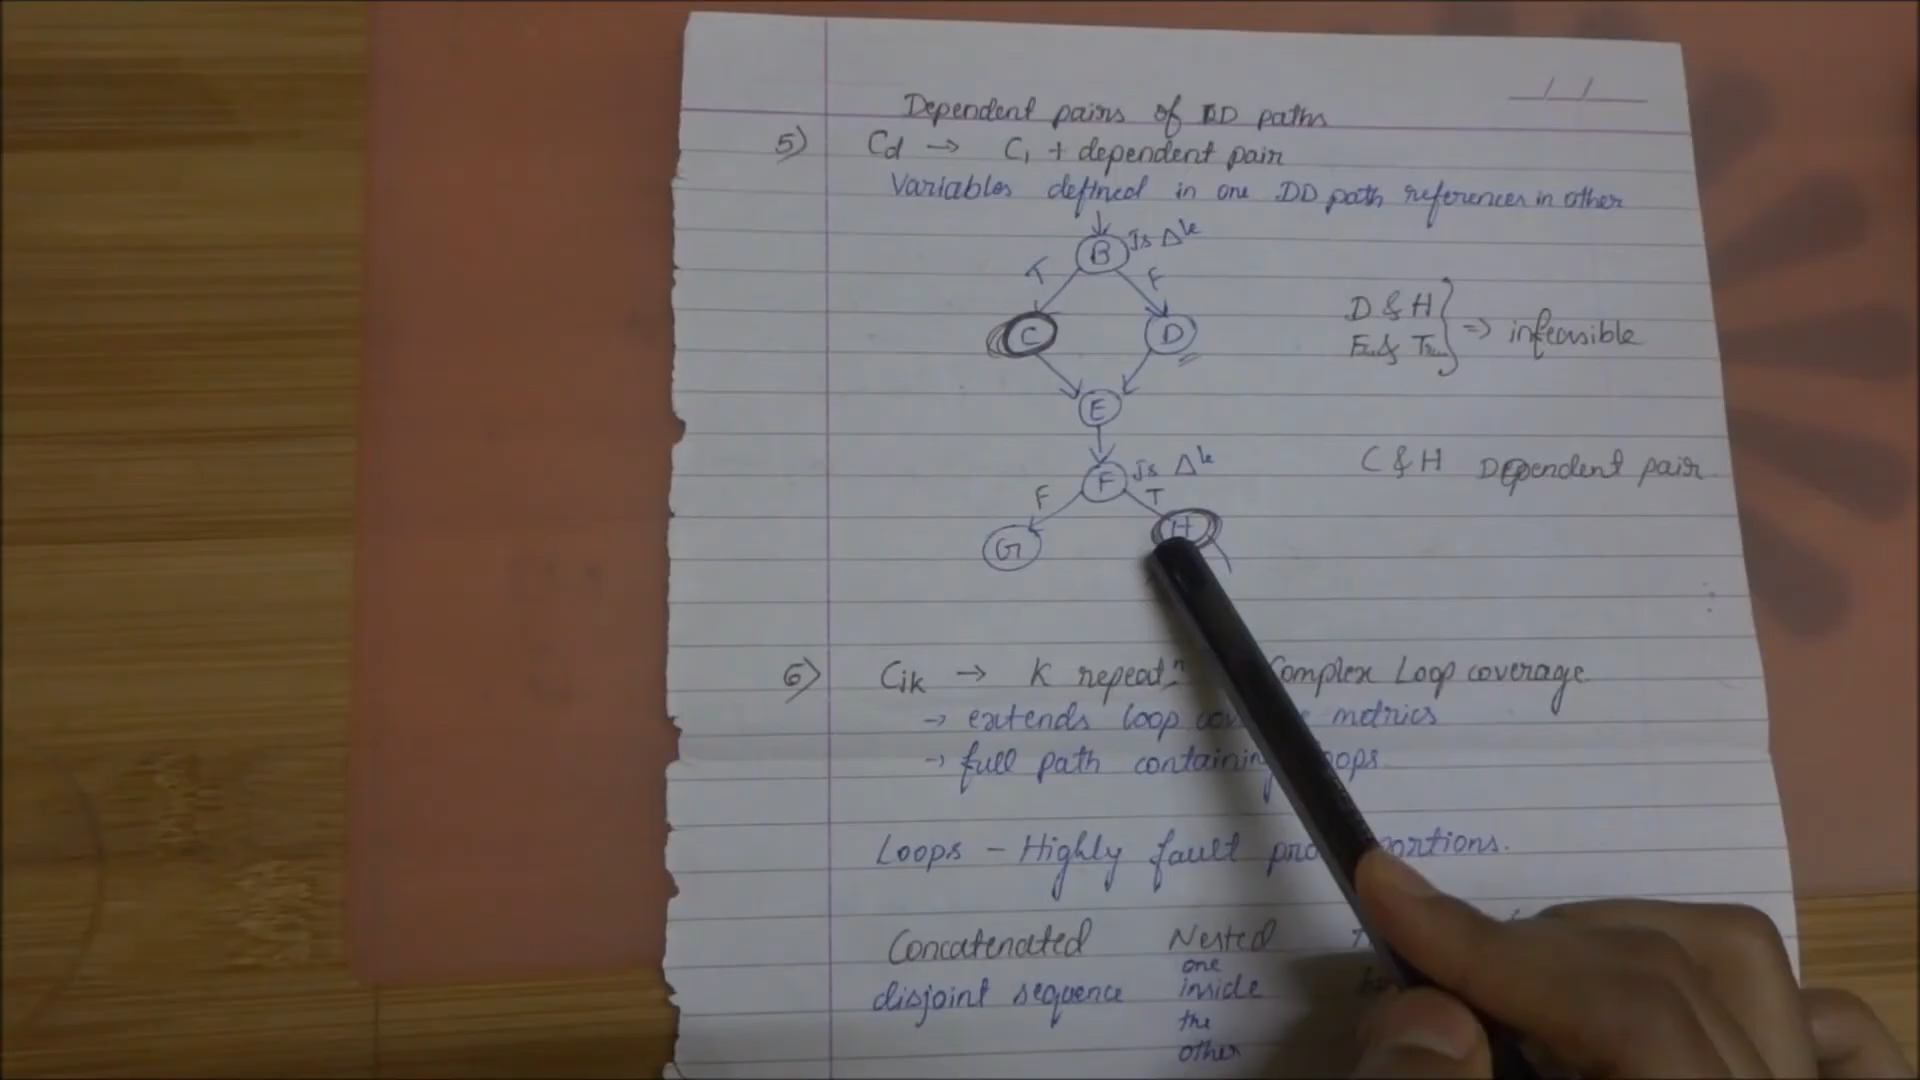 / /
Dependent pairs of DD paths
5) Cd → C1 + dependent pair
Variables defined in one DD path references in other
B Is Δle
T F
C D
E
F Is Δle
F T
G H
D & H
F & T } => infeasible
C & H Dependent pair
6) Cik → K repeatn Complex Loop coverage
→ extends loop metrics
→ full path containing
Loops - Highly fault
Concatenated Nested
disjoint sequence one inside the other